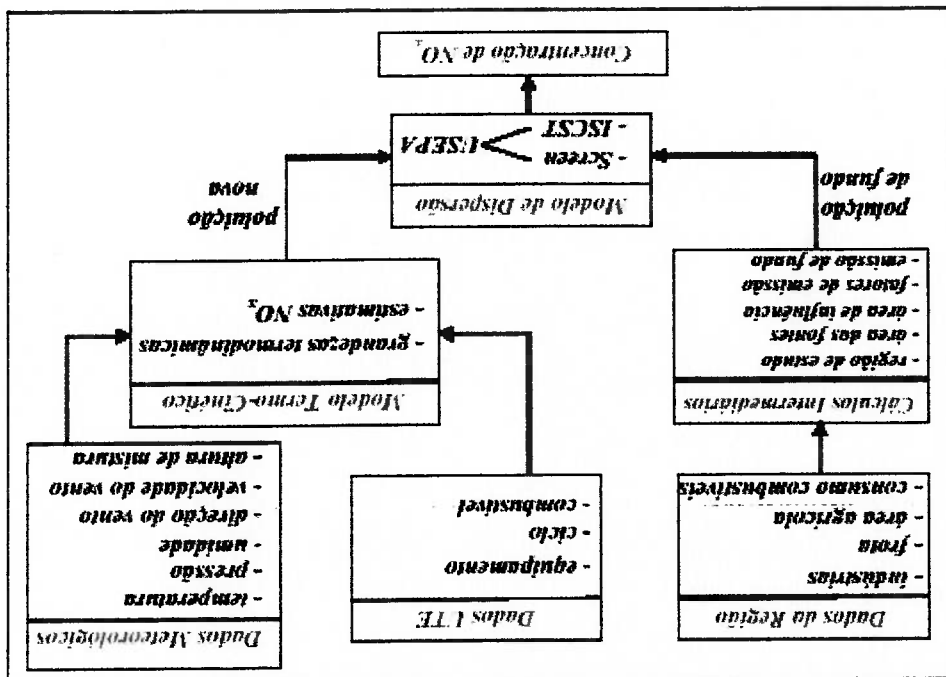 Dados da Região
- indústrias
- frota
- área agrícola
- consumo combustíveis
Dados UTE
- equipamento
- ciclo
- combustível
Dados Meteorológicos
- temperatura
- pressão
- umidade
- direção do vento
- velocidade do vento
- altura de mistura
Cálculos Intermediários
- região de estudo
- área das fontes
- área de influência
- fatores de emissão
- emissão de fundo
Modelo Termo-Cinético
- grandezas termodinâmicas
- estimativas NOx
poluição
de fundo
poluição
nova
Modelo de Dispersão
- Screen
- ISCST
USEPA
Concentração de NOx